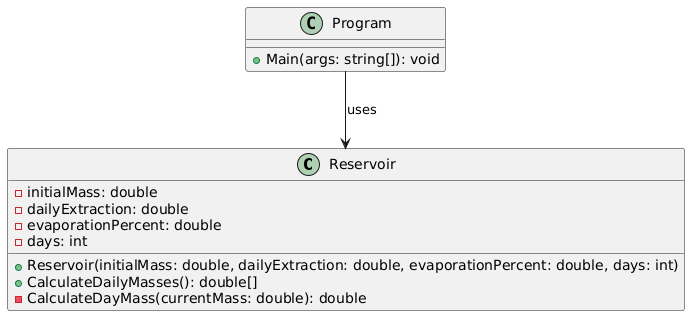 C Program
Main(args: string[]): void
uses
C Reservoir
initialMass: double
dailyExtraction: double
evaporationPercent: double
days: int
Reservoir(initialMass: double, dailyExtraction: double, evaporationPercent: double, days: int)
CalculateDailyMasses(): double[]
CalculateDayMass(currentMass: double): double